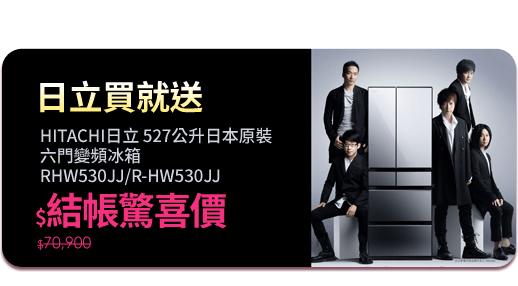 日立買就送
HITACHI日立 527公升日本原裝
六門變頻冰箱
RHW530JJ/R-HW530JJ
$結帳驚喜價
$70,900